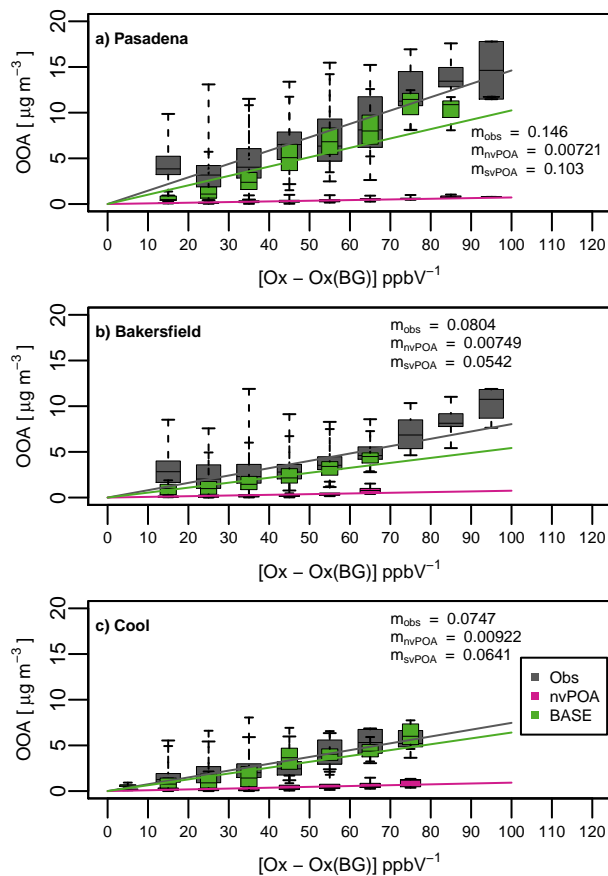 a) Pasadena
OOA [ μg m⁻³ ]
20
15
10
5
0
m_obs = 0.146
m_nvPOA = 0.00721
m_svPOA = 0.103
0 10 20 30 40 50 60 70 80 90 100 110 120
[Ox − Ox(BG)] ppbV⁻¹
b) Bakersfield
OOA [ μg m⁻³ ]
20
15
10
5
0
m_obs = 0.0804
m_nvPOA = 0.00749
m_svPOA = 0.0542
0 10 20 30 40 50 60 70 80 90 100 110 120
[Ox − Ox(BG)] ppbV⁻¹
c) Cool
OOA [ μg m⁻³ ]
20
15
10
5
0
m_obs = 0.0747
m_nvPOA = 0.00922
m_svPOA = 0.0641
Obs
nvPOA
BASE
0 10 20 30 40 50 60 70 80 90 100 110 120
[Ox − Ox(BG)] ppbV⁻¹